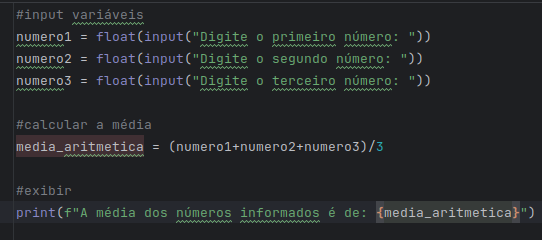 #input variáveis
numero1 = float(input("Digite o primeiro número: "))
numero2 = float(input("Digite o segundo número: "))
numero3 = float(input("Digite o terceiro número: "))
#calcular a média
media_aritmetica = (numero1+numero2+numero3)/3
#exibir
print(f"A média dos números informados é de: {media_aritmetica}")